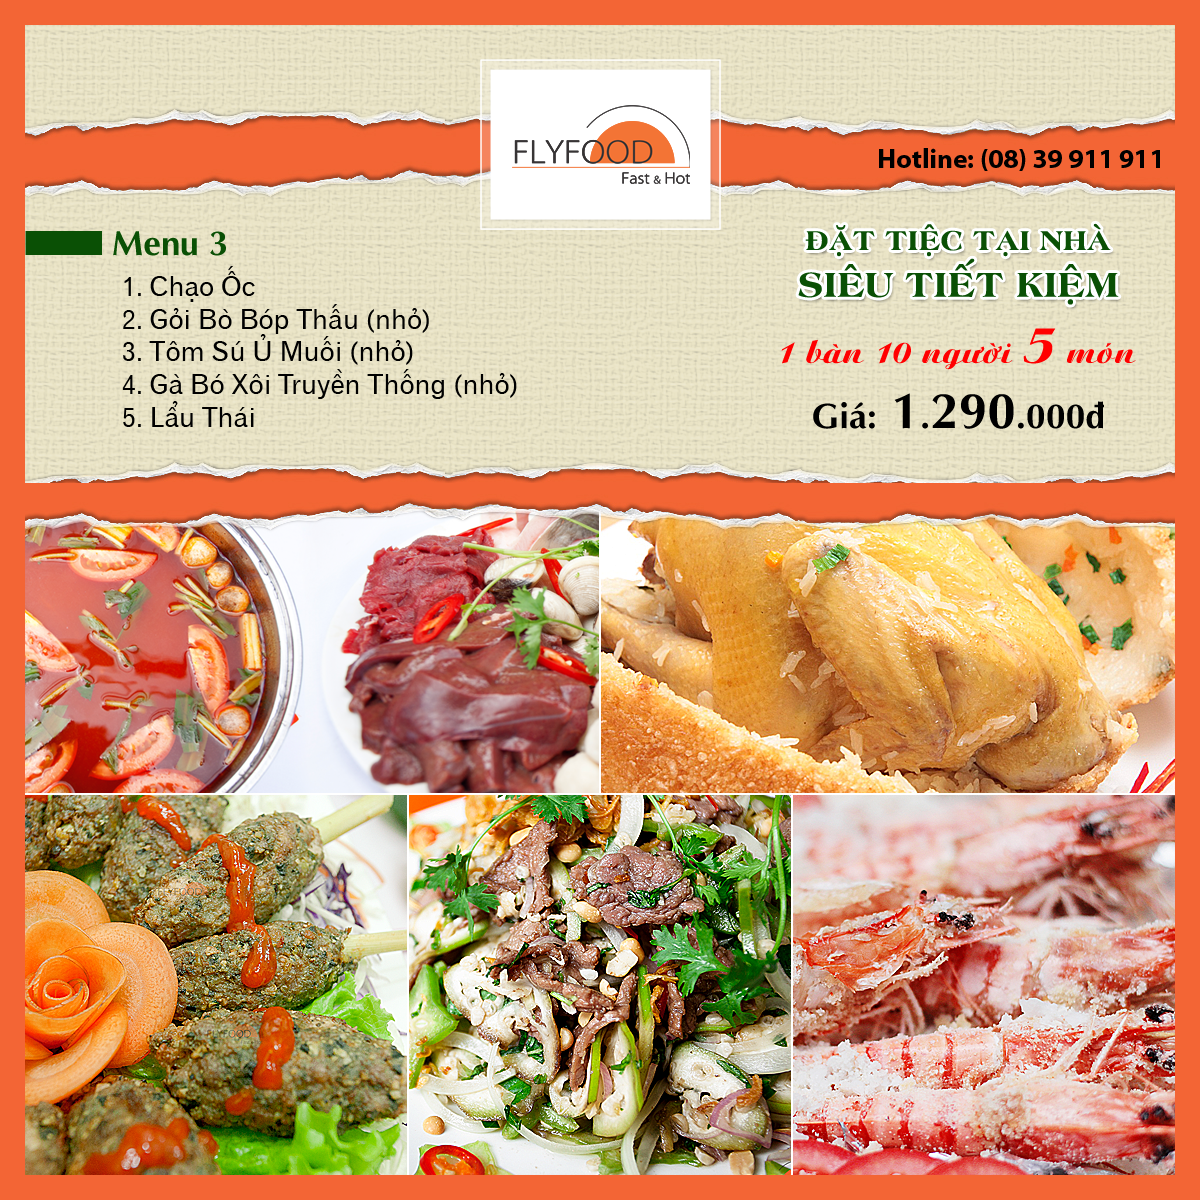 FLYFOOD
Fast & Hot
Hotline: (08) 39 911 911
Menu 3
1. Chạo Ốc
2. Gỏi Bò Bóp Thấu (nhỏ)
3. Tôm Sú Ủ Muối (nhỏ)
4. Gà Bó Xôi Truyền Thống (nhỏ)
5. Lẩu Thái
ĐẶT TIỆC TẠI NHÀ
SIÊU TIẾT KIỆM
1 bàn 10 người 5 món
Giá: 1.290.000đ
FLYFOOD